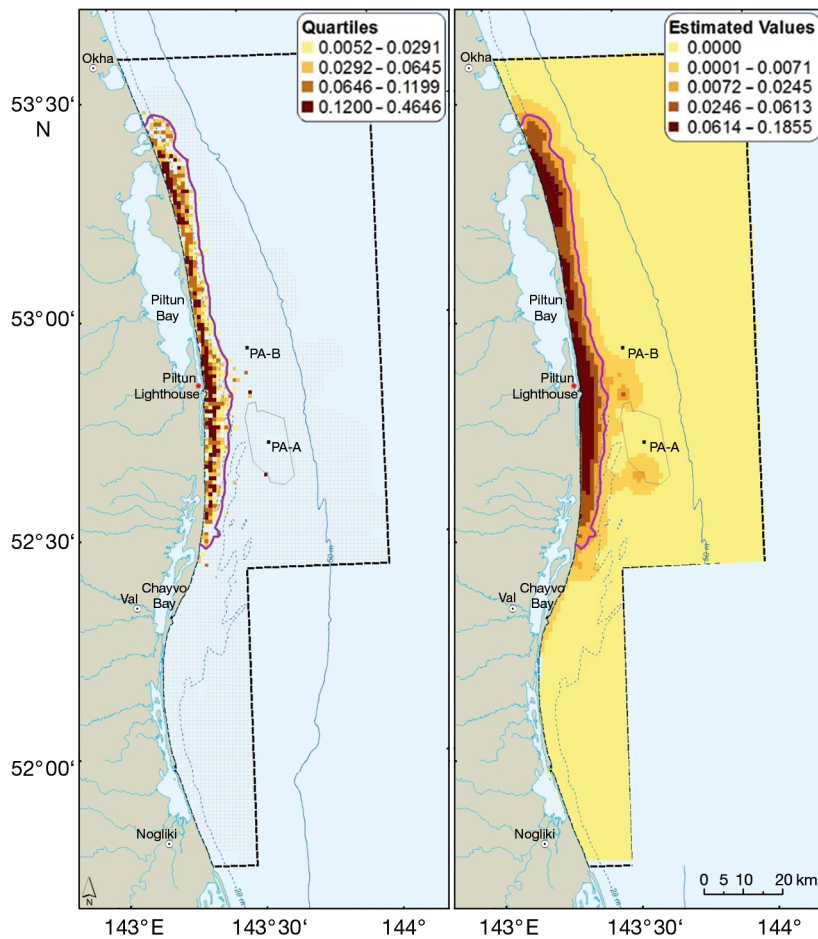 Quartiles
0.0052 – 0.0291
0.0292 – 0.0645
0.0646 – 0.1199
0.1200 – 0.4646
Estimated Values
0.0000
0.0001 – 0.0071
0.0072 – 0.0245
0.0246 – 0.0613
0.0614 – 0.1855
Okha
Okha
53°30‘
N
Piltun
Bay
Piltun
Bay
53°00‘
PA-B
PA-B
Piltun
Lighthouse
Piltun
Lighthouse
PA-A
PA-A
52°30‘
50 m
50 m
Chayvo
Bay
Chayvo
Bay
Val
Val
52°00‘
Nogliki
Nogliki
20 m
20 m
N
0 5 10 20 km
143° E
143° 30‘
144°
143° E
143° 30‘
144°